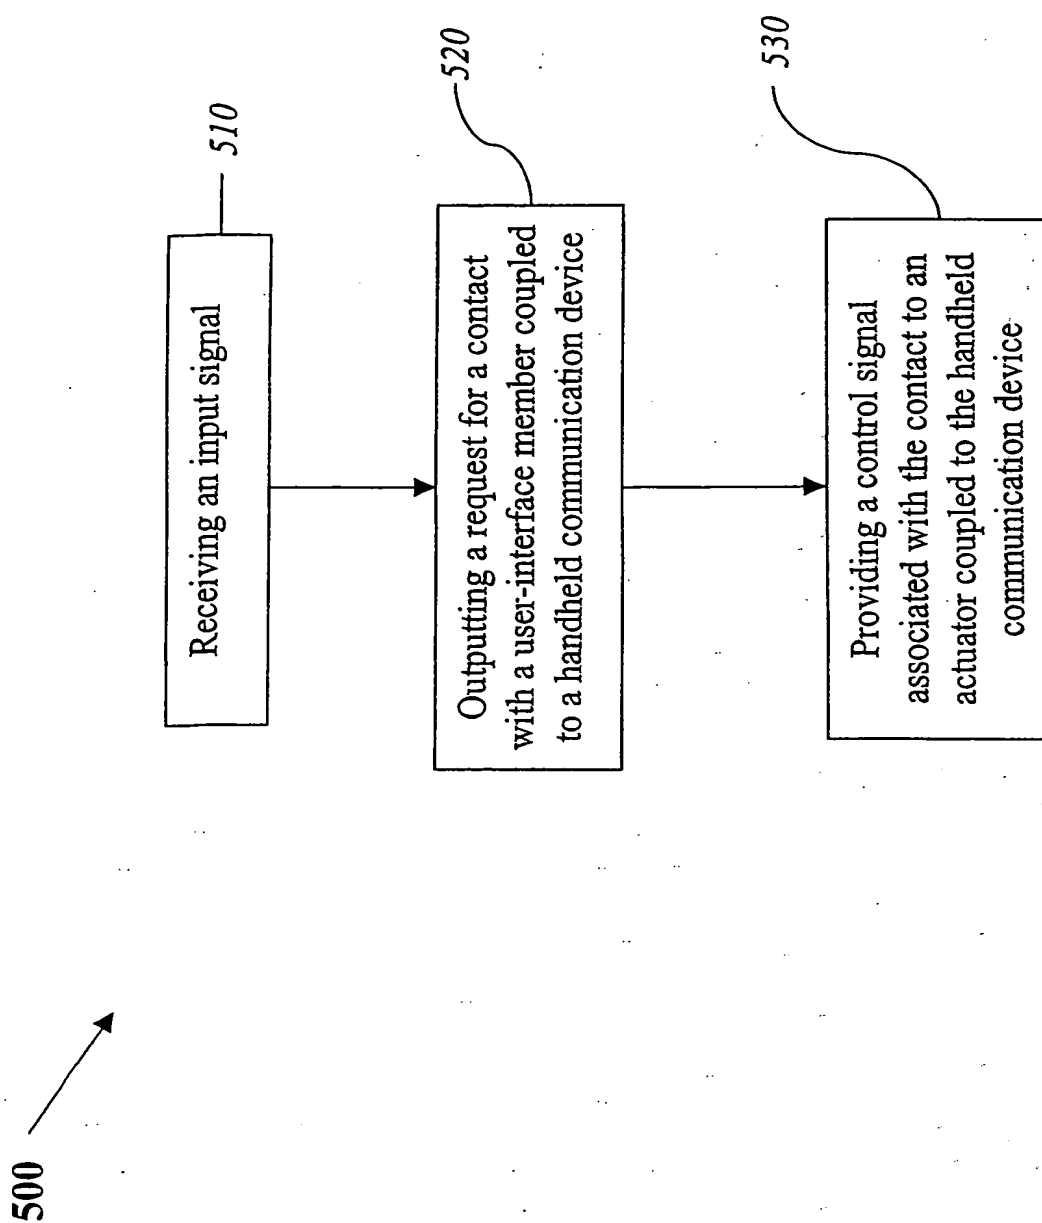 500
Receiving an input signal
510
Outputting a request for a contact
with a user-interface member coupled
to a handheld communication device
520
Providing a control signal
associated with the contact to an
actuator coupled to the handheld
communication device
530